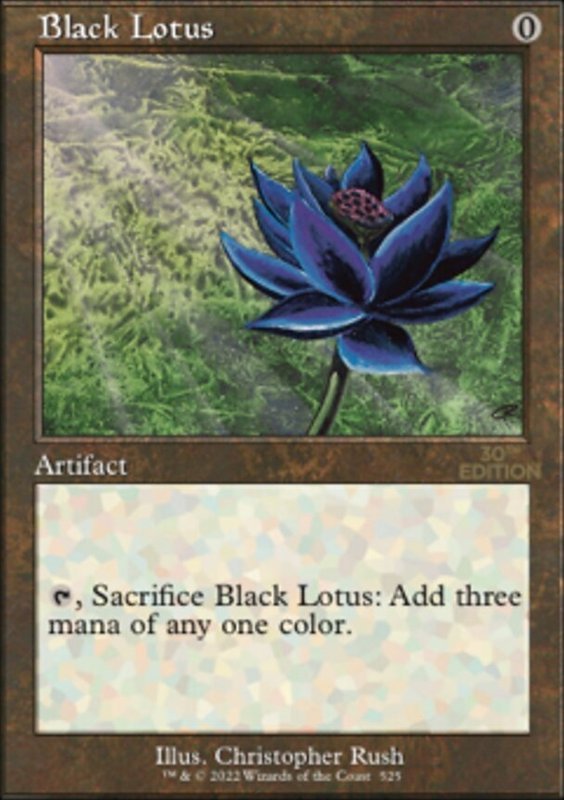 Black Lotus 0
Artifact
30TH
EDITION
, Sacrifice Black Lotus: Add three
mana of any one color.
Illus. Christopher Rush
™ & © 2022 Wizards of the Coast 525